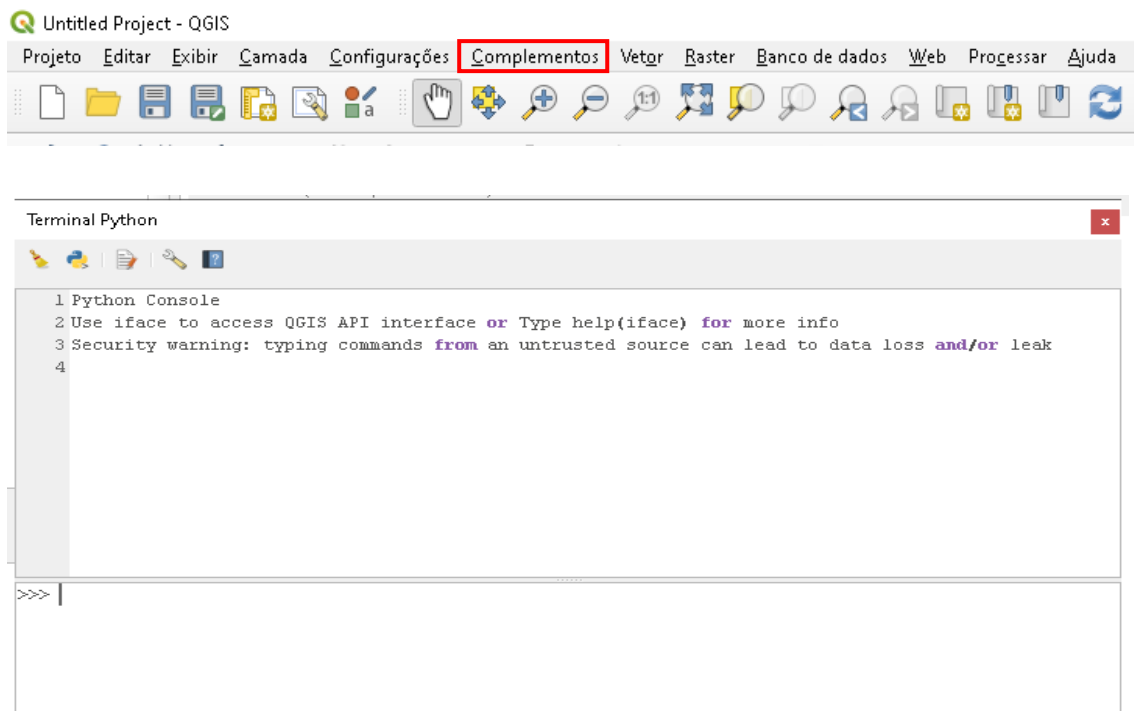 Untitled Project - QGIS
Projeto Editar Exibir Camada Configurações Complementos Vetor Raster Banco de dados Web Processar Ajuda
a 1:1
Terminal Python
x
?
1 Python Console
2 Use iface to access QGIS API interface or Type help(iface) for more info
3 Security warning: typing commands from an untrusted source can lead to data loss and/or leak
4
>>>